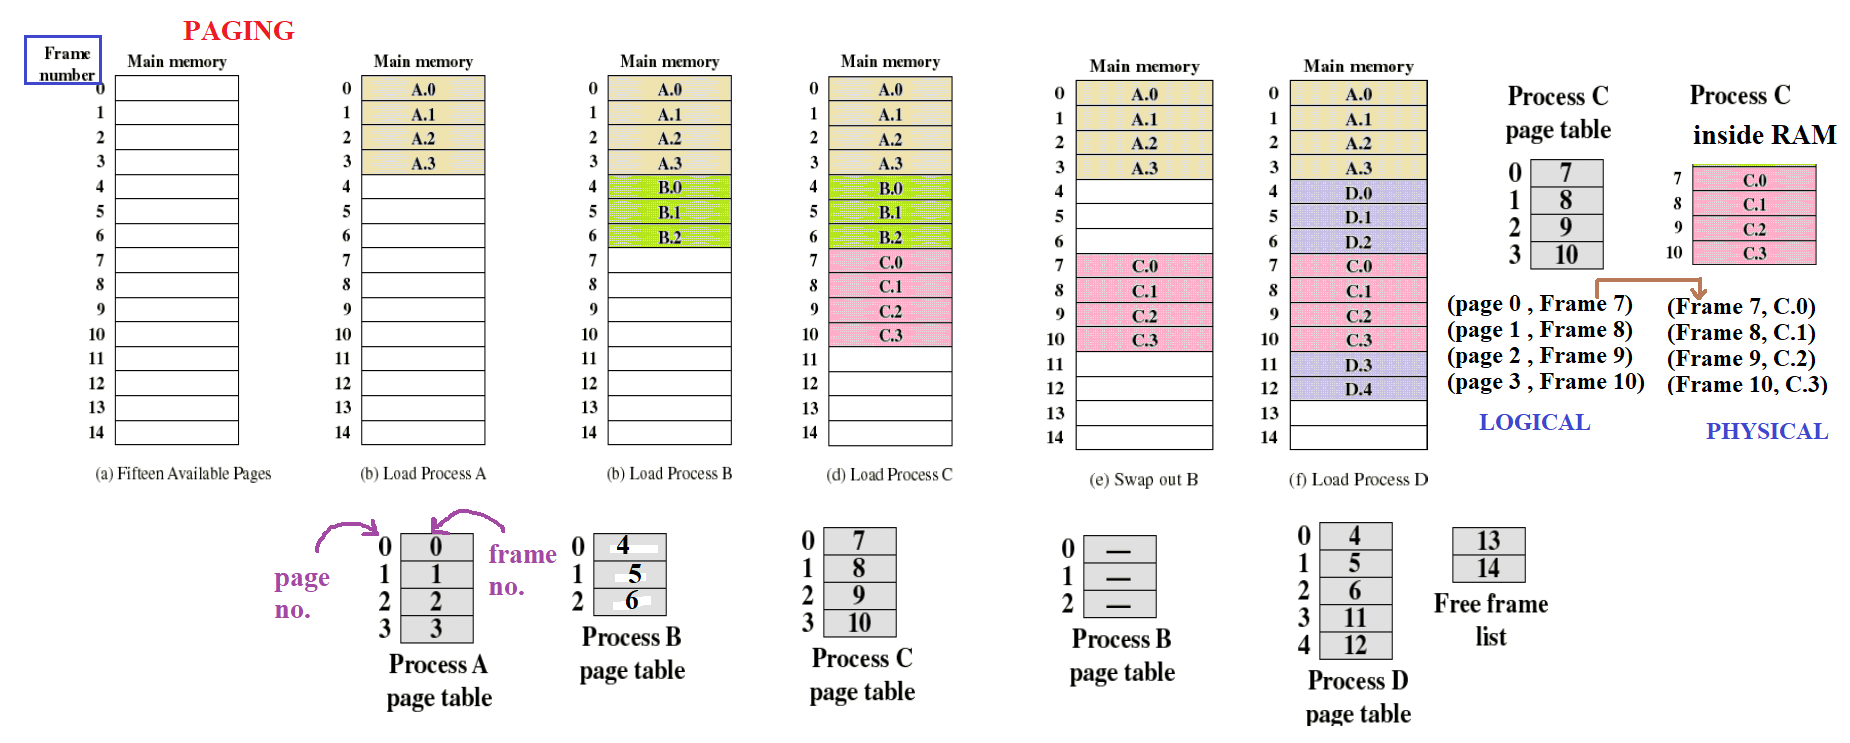 PAGING
Frame
number
Main memory
0
1
2
3
4
5
6
7
8
9
10
11
12
13
14
(a) Fifteen Available Pages
Main memory
0 A.0
1 A.1
2 A.2
3 A.3
4
5
6
7
8
9
10
11
12
13
14
(b) Load Process A
Main memory
0 A.0
1 A.1
2 A.2
3 A.3
4 B.0
5 B.1
6 B.2
7
8
9
10
11
12
13
14
(b) Load Process B
Main memory
0 A.0
1 A.1
2 A.2
3 A.3
4 B.0
5 B.1
6 B.2
7 C.0
8 C.1
9 C.2
10 C.3
11
12
13
14
(d) Load Process C
Main memory
0 A.0
1 A.1
2 A.2
3 A.3
4
5
6
7 C.0
8 C.1
9 C.2
10 C.3
11
12
13
14
(e) Swap out B
Main memory
0 A.0
1 A.1
2 A.2
3 A.3
4 D.0
5 D.1
6 D.2
7 C.0
8 C.1
9 C.2
10 C.3
11 D.3
12 D.4
13
14
(f) Load Process D
Process C
page table
0 7
1 8
2 9
3 10
(page 0 , Frame 7)
(page 1 , Frame 8)
(page 2 , Frame 9)
(page 3 , Frame 10)
LOGICAL
Process C
inside RAM
7 C.0
8 C.1
9 C.2
10 C.3
(Frame 7, C.0)
(Frame 8, C.1)
(Frame 9, C.2)
(Frame 10, C.3)
PHYSICAL
page
no.
frame
no.
0 0
1 1
2 2
3 3
Process A
page table
0 4
1 5
2 6
Process B
page table
0 7
1 8
2 9
3 10
Process C
page table
0 —
1 —
2 —
Process B
page table
0 4
1 5
2 6
3 11
4 12
Process D
page table
13
14
Free frame
list